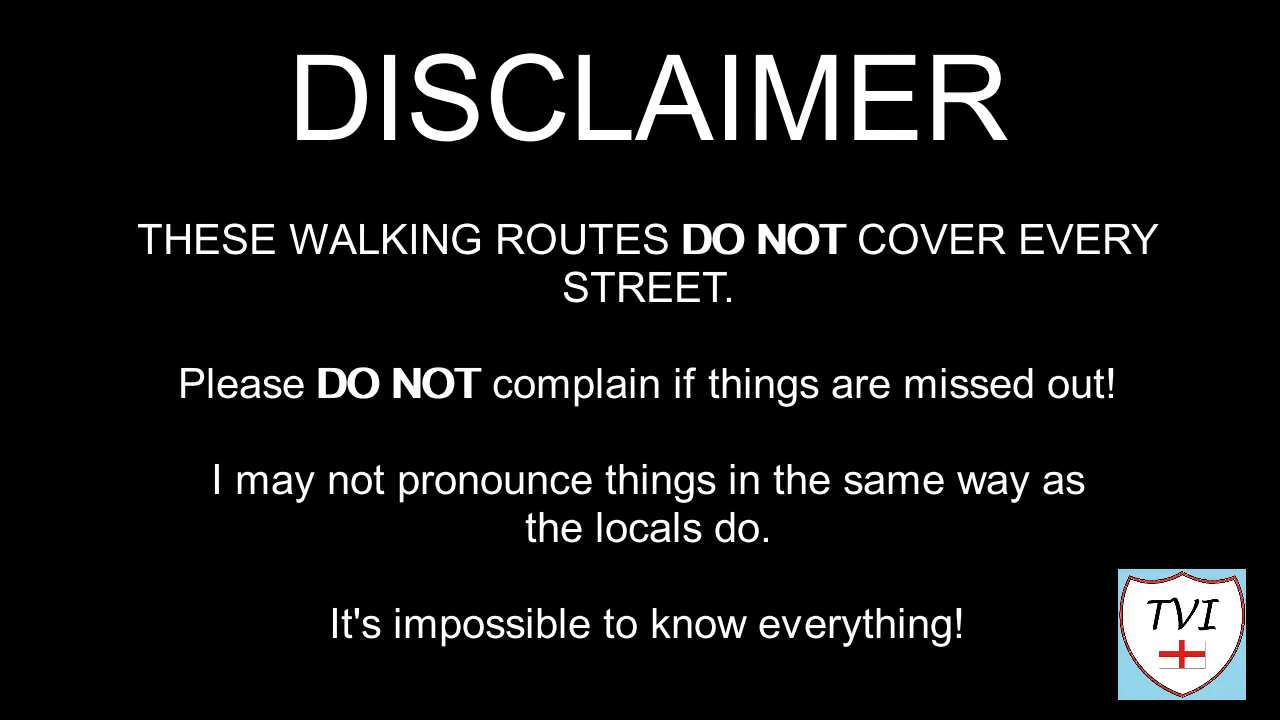 DISCLAIMER
THESE WALKING ROUTES DO NOT COVER EVERY
STREET.
Please DO NOT complain if things are missed out!
I may not pronounce things in the same way as
the locals do.
It's impossible to know everything!
TVI